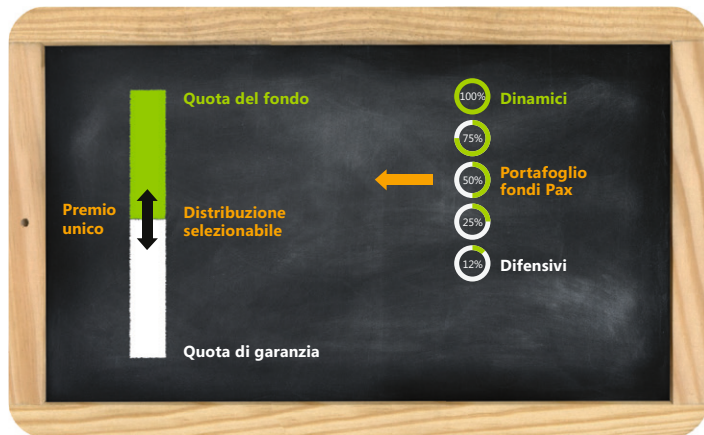 Quota del fondo
Premio
unico
Distribuzione
selezionabile
Quota di garanzia
100%
Dinamici
75%
50%
Portafoglio
fondi Pax
25%
12%
Difensivi